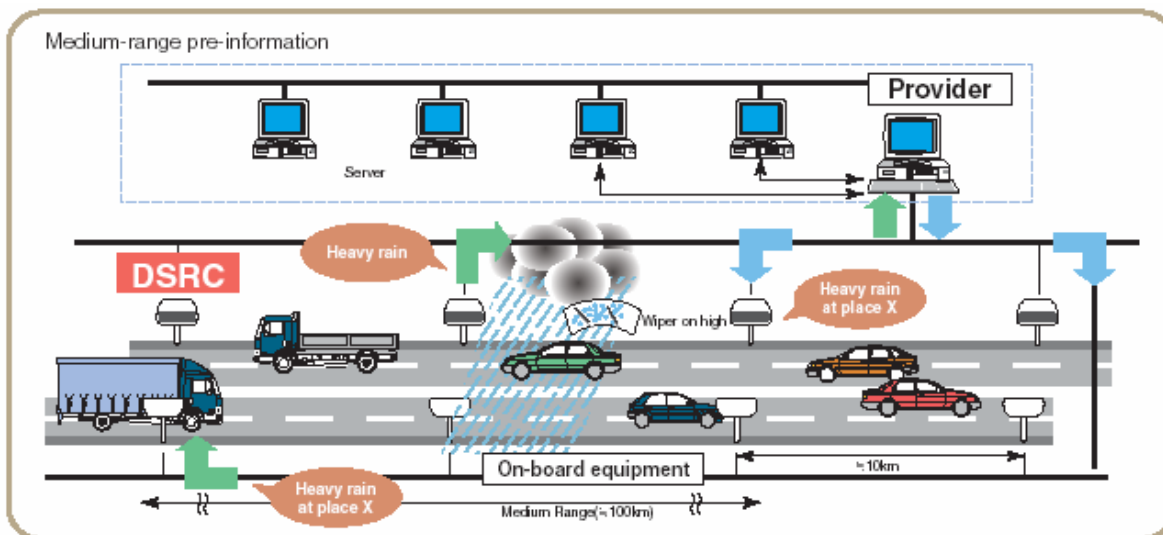 Medium-range pre-information
Provider
Server
Heavy rain
DSRC
Heavy rain
at place X
Wiper on high
On-board equipment
≒10km
Heavy rain
at place X
Medium Range(≒100km)